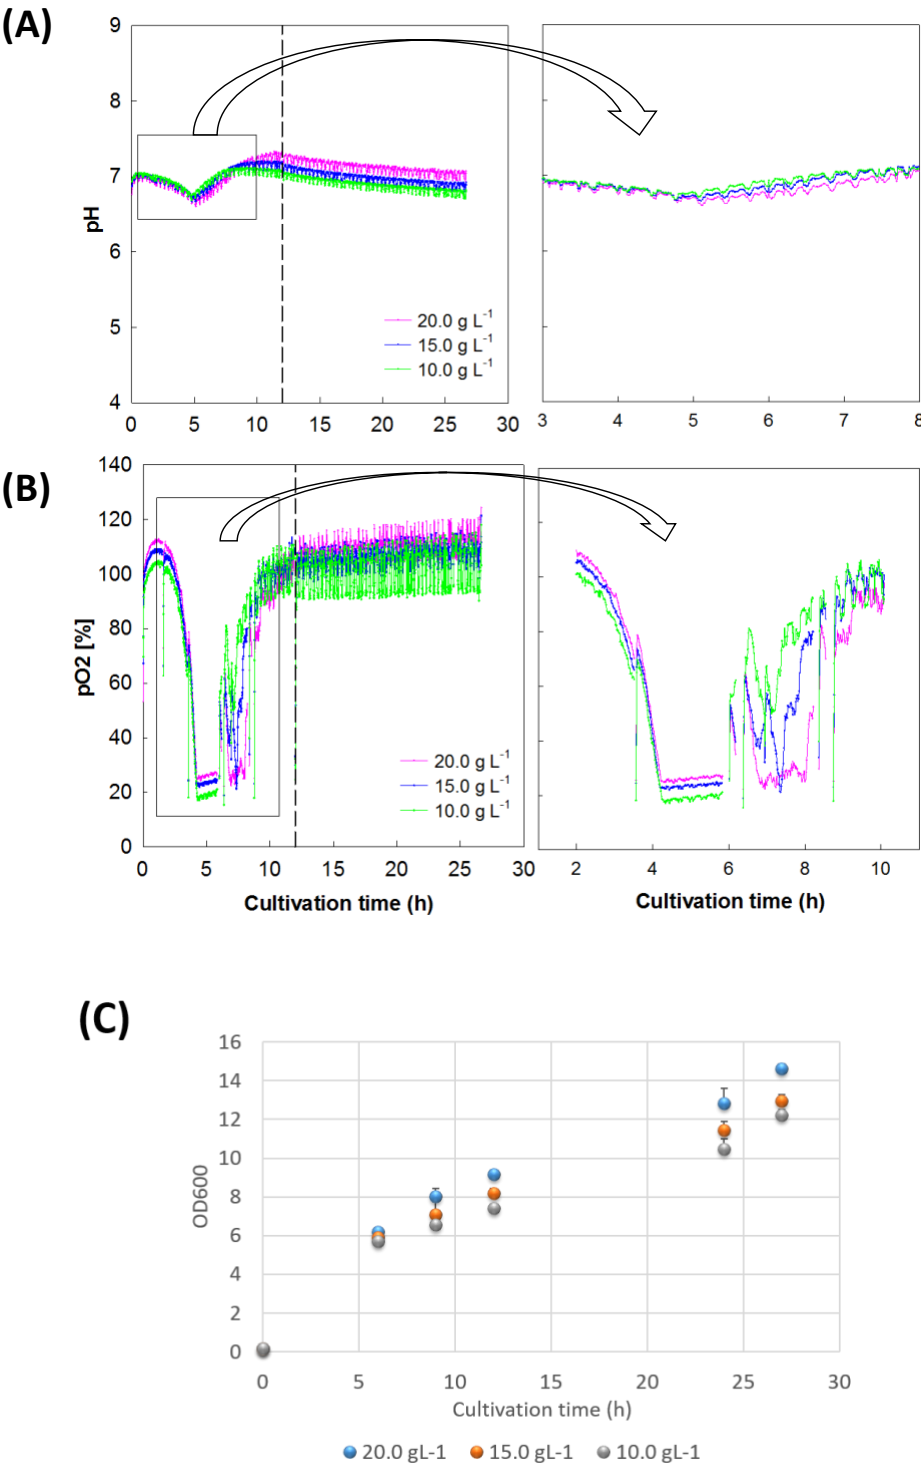 (A)
9
8
7
6
5
4
pH
20.0 g L-1
15.0 g L-1
10.0 g L-1
0 5 10 15 20 25 30
3 4 5 6 7 8
(B)
140
120
100
80
60
40
20
0
pO2 [%]
20.0 g L-1
15.0 g L-1
10.0 g L-1
0 5 10 15 20 25 30
2 4 6 8 10
Cultivation time (h)
Cultivation time (h)
(C)
16
14
12
10
8
6
4
2
0
OD600
0 5 10 15 20 25 30
Cultivation time (h)
20.0 gL-1 15.0 gL-1 10.0 gL-1